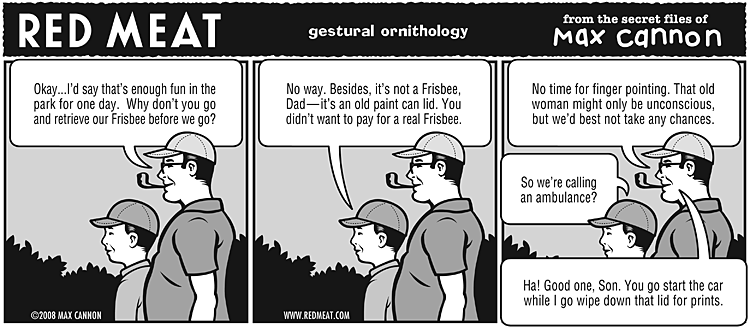 RED MEAT
gestural ornithology
from the secret files of
Max cannon
Okay...I'd say that's enough fun in the
park for one day. Why don't you go
and retrieve our Frisbee before we go?
©2008 MAX CANNON
No way. Besides, it's not a Frisbee,
Dad—it's an old paint can lid. You
didn't want to pay for a real Frisbee.
WWW.REDMEAT.COM
No time for finger pointing. That old
woman might only be unconscious,
but we'd best not take any chances.
So we're calling
an ambulance?
Ha! Good one, Son. You go start the car
while I go wipe down that lid for prints.